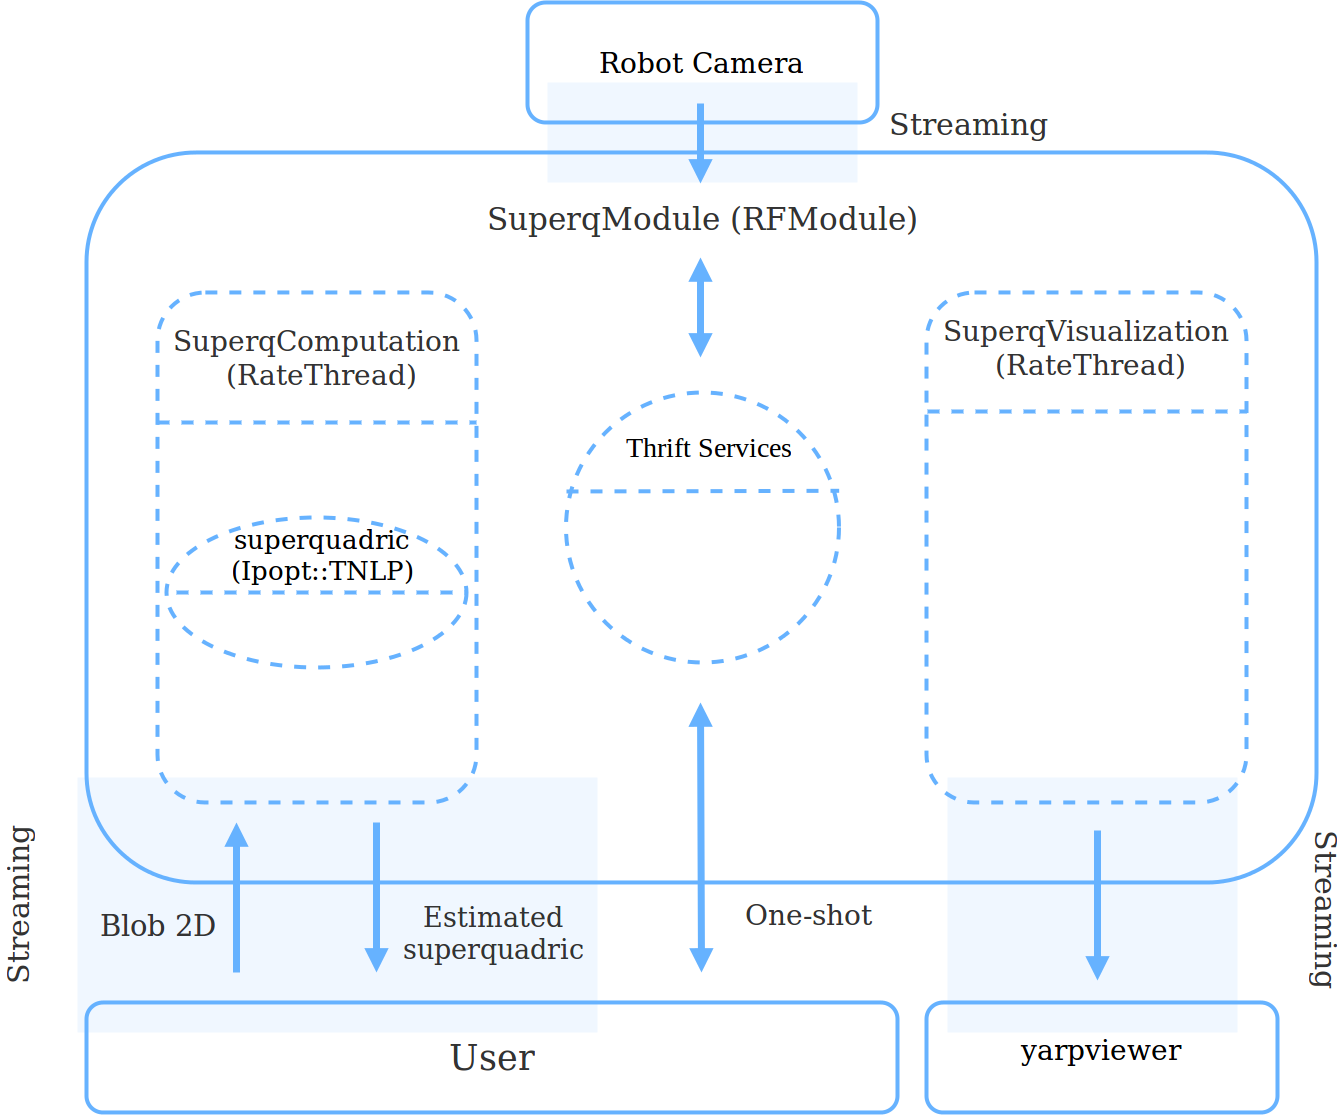 Robot Camera
Streaming
SuperqModule (RFModule)
SuperqComputation
(RateThread)
SuperqVisualization
(RateThread)
Thrift Services
superquadric
(Ipopt::TNLP)
Streaming
Blob 2D
Estimated
superquadric
One-shot
Streaming
User
yarpviewer